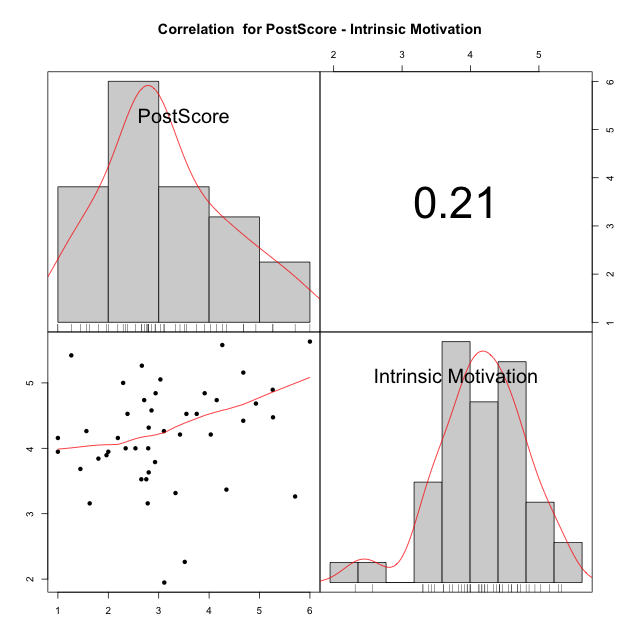 Correlation  for PostScore - Intrinsic Motivation
2 3 4 5
PostScore
0.21
6
5
4
3
2
1
5
4
3
2
Intrinsic Motivation
1 2 3 4 5 6